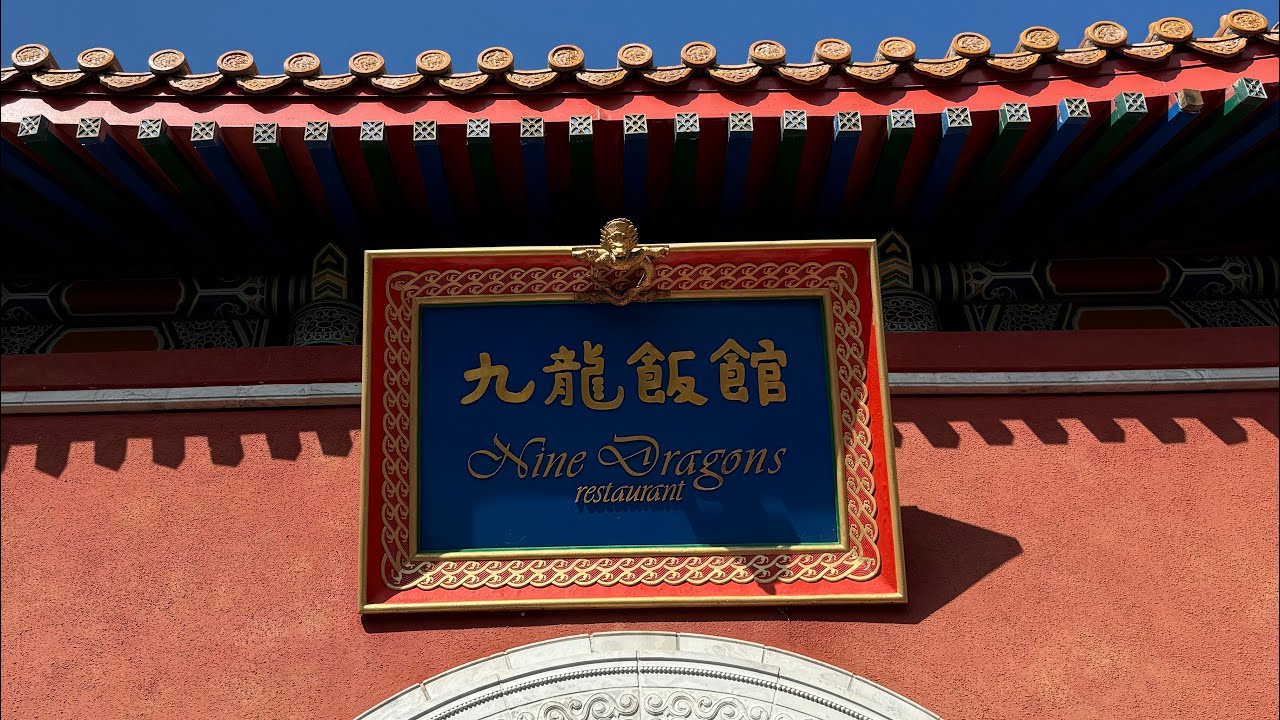 九龍飯館
Nine Dragons
restaurant